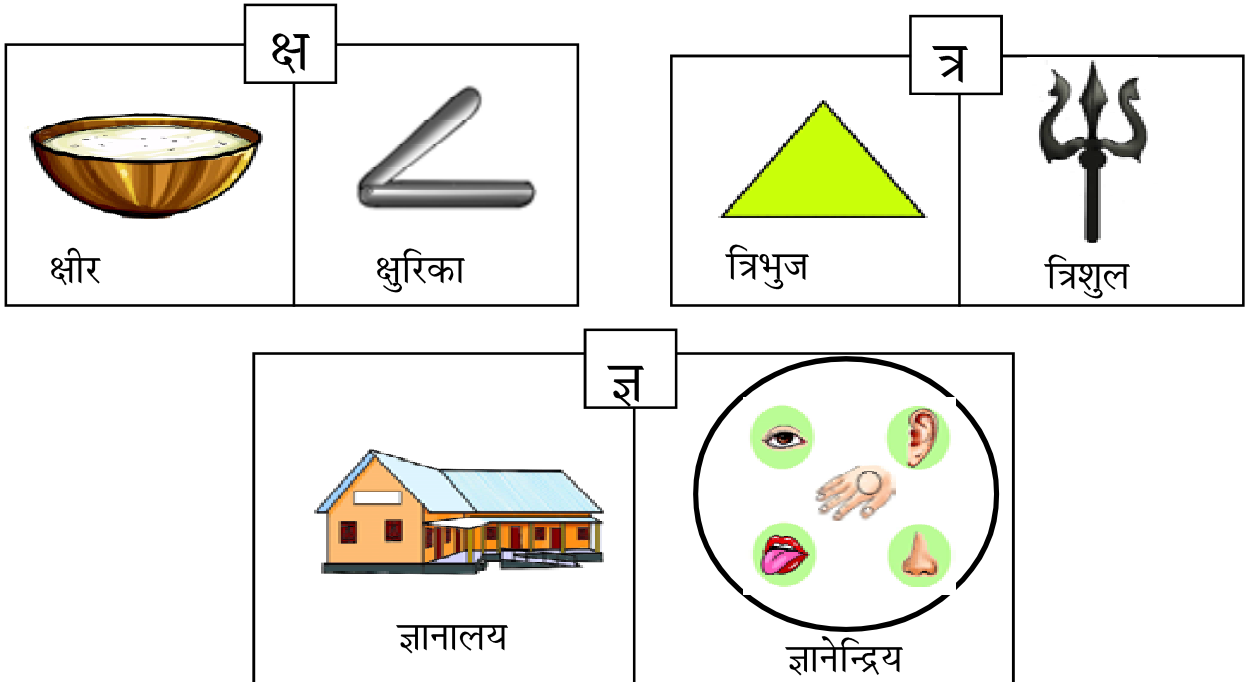 क्ष
क्षीर
क्षुरिका
त्र
त्रिभुज
त्रिशुल
ज्ञ
ज्ञानालय
ज्ञानेन्द्रिय